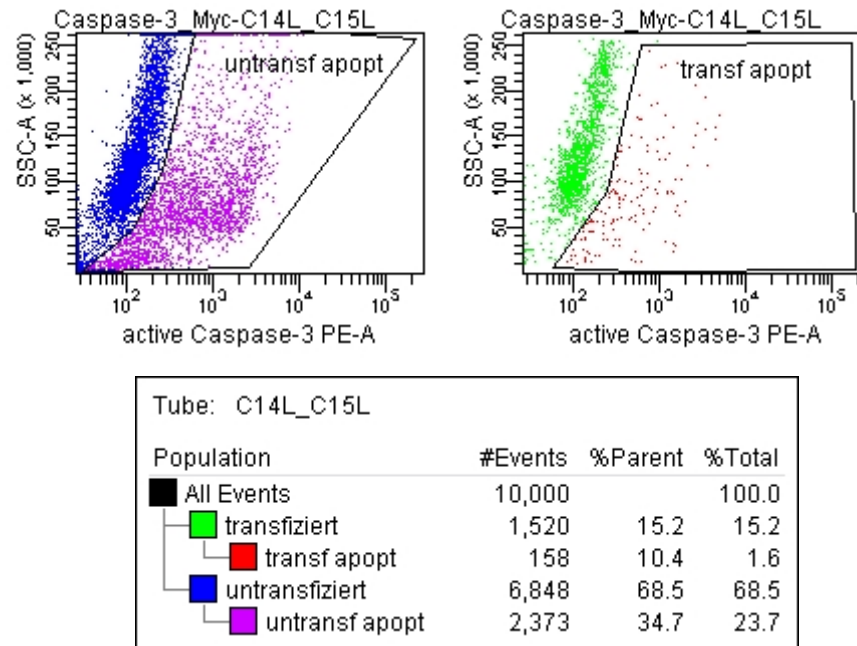 Caspase-3_Myc-C14L_C15L
untransf apopt
SSC-A (x 1,000)
250
200
150
100
50
10^2 10^3 10^4 10^5
active Caspase-3 PE-A
Caspase-3_Myc-C14L_C15L
transf apopt
SSC-A (x 1,000)
250
200
150
100
50
10^2 10^3 10^4 10^5
active Caspase-3 PE-A
Tube: C14L_C15L
Population #Events %Parent %Total
All Events 10,000 100.0
transfiziert 1,520 15.2 15.2
transf apopt 158 10.4 1.6
untransfiziert 6,848 68.5 68.5
untransf apopt 2,373 34.7 23.7